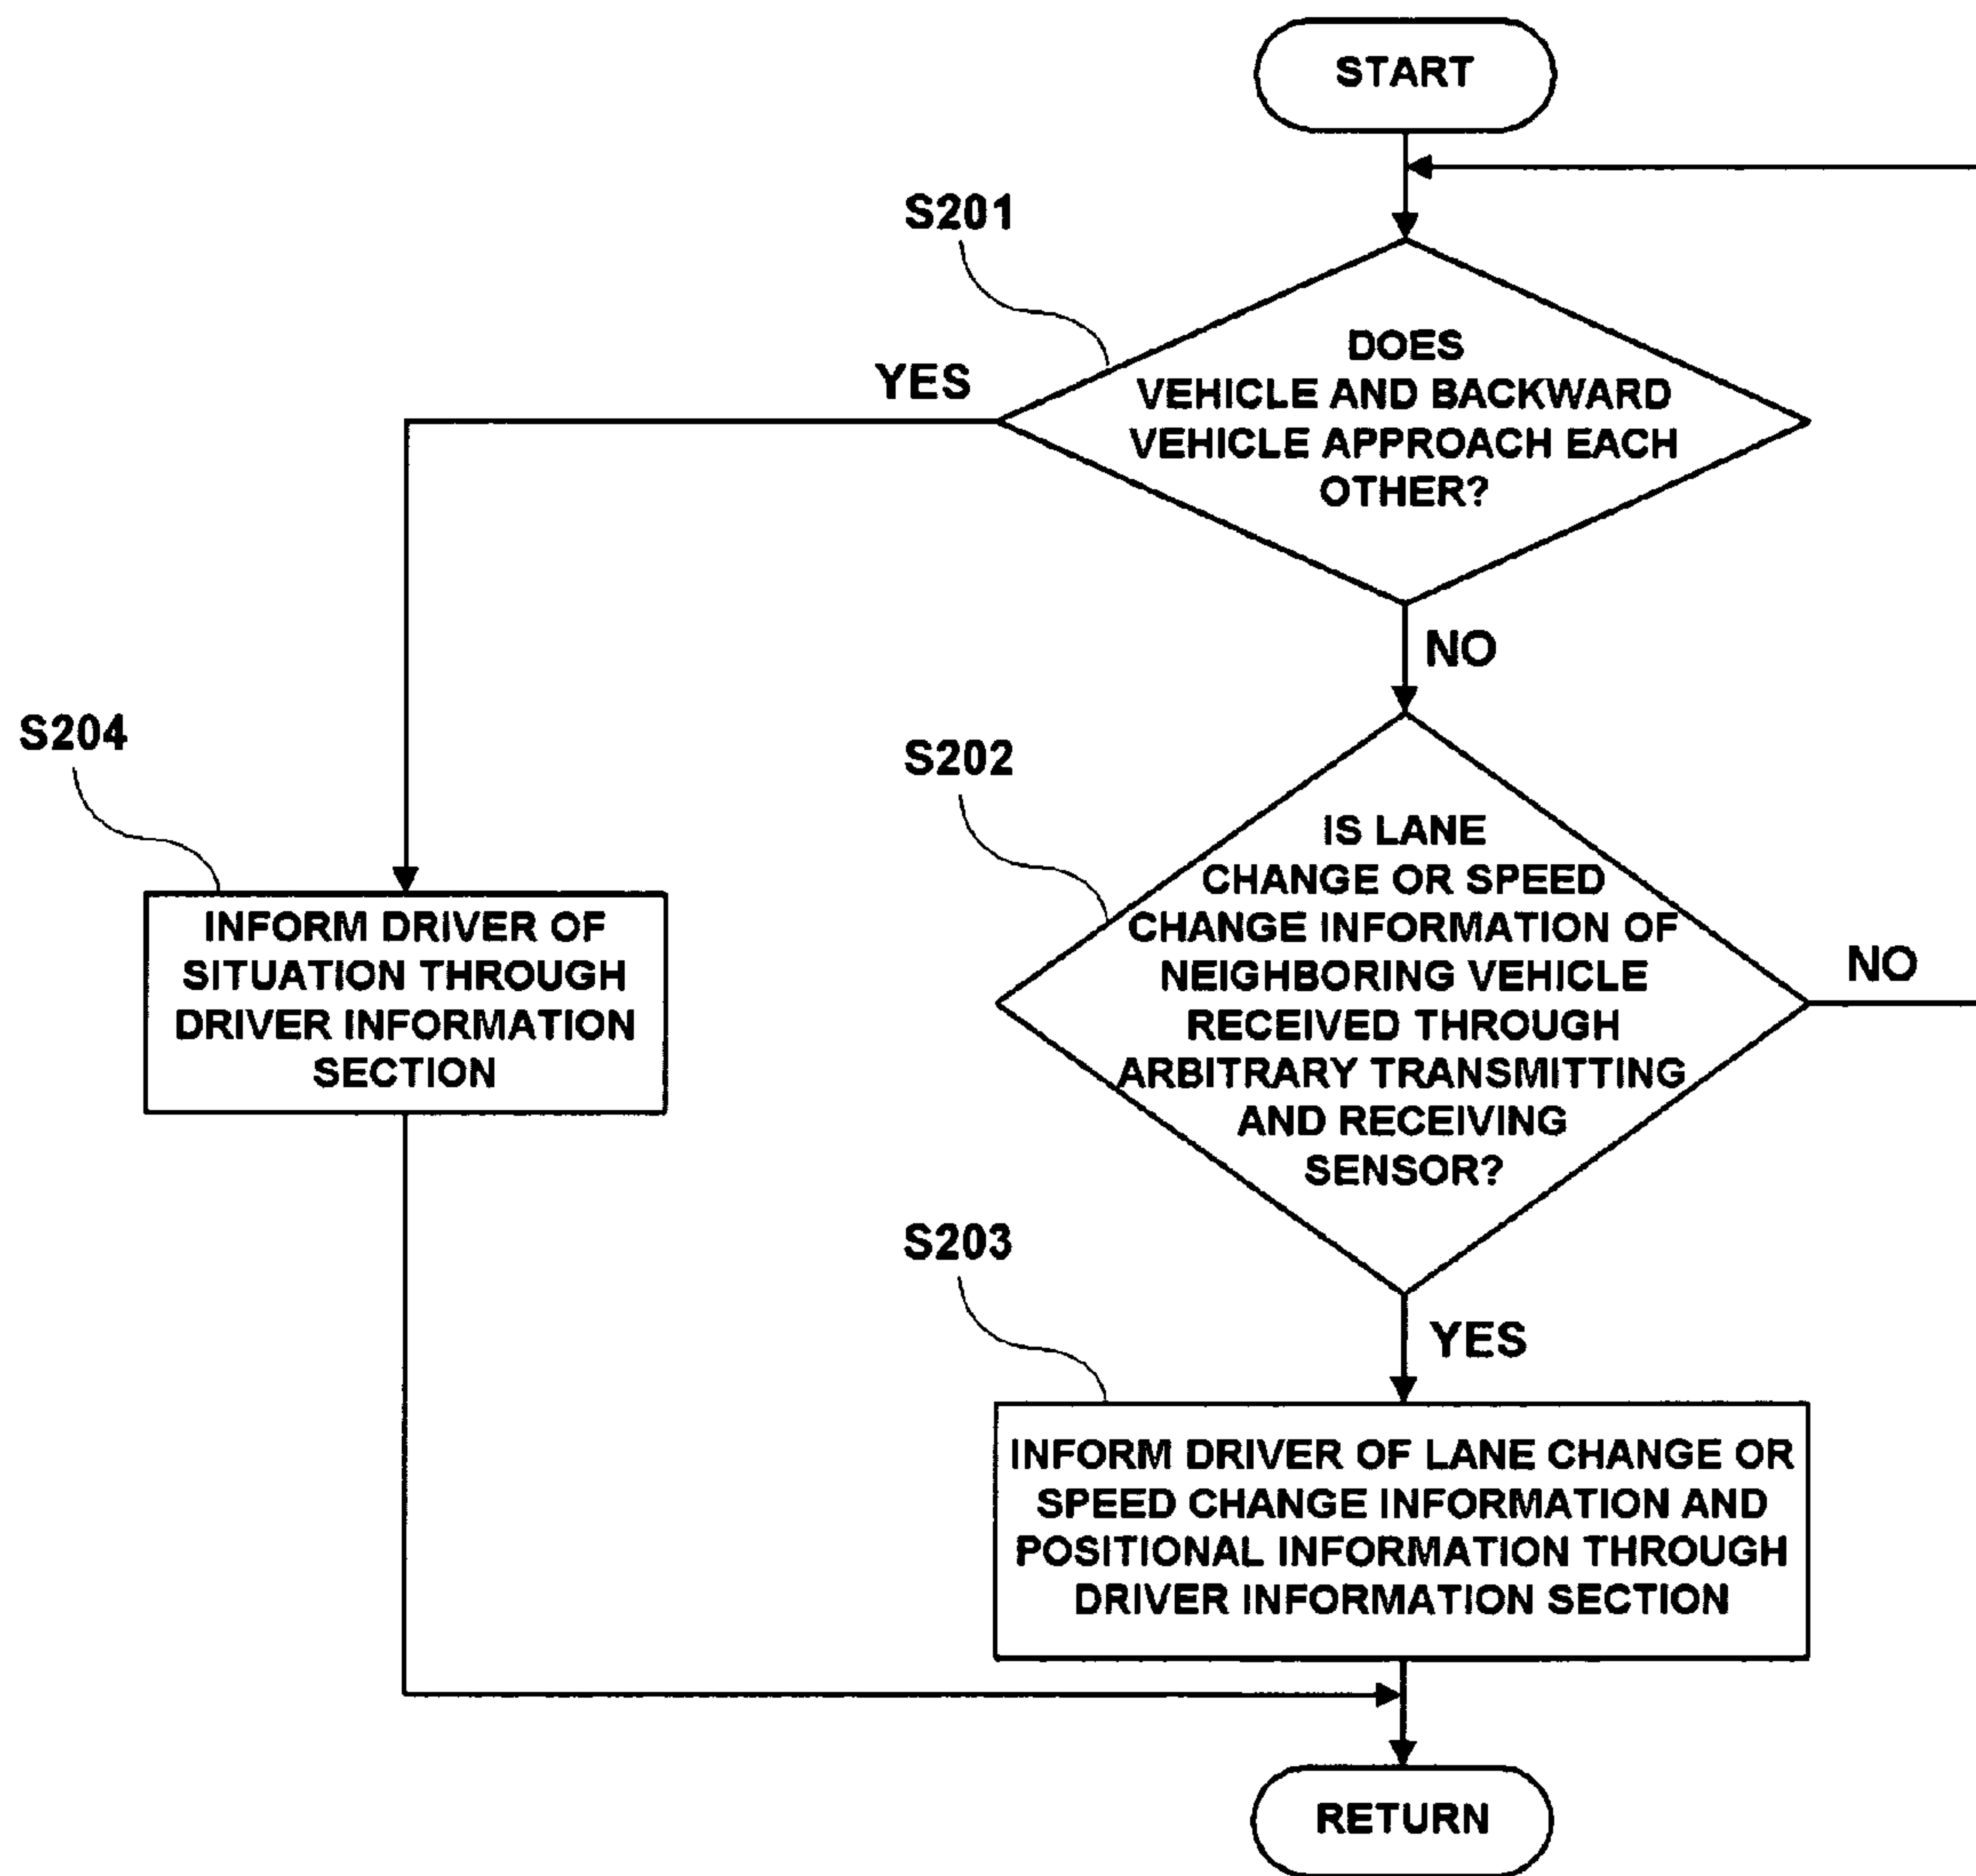 START
S201
DOES
VEHICLE AND BACKWARD
VEHICLE APPROACH EACH
OTHER?
YES
NO
S204
INFORM DRIVER OF
SITUATION THROUGH
DRIVER INFORMATION
SECTION
S202
IS LANE
CHANGE OR SPEED
CHANGE INFORMATION OF
NEIGHBORING VEHICLE
RECEIVED THROUGH
ARBITRARY TRANSMITTING
AND RECEIVING
SENSOR?
NO
YES
S203
INFORM DRIVER OF LANE CHANGE OR
SPEED CHANGE INFORMATION AND
POSITIONAL INFORMATION THROUGH
DRIVER INFORMATION SECTION
RETURN